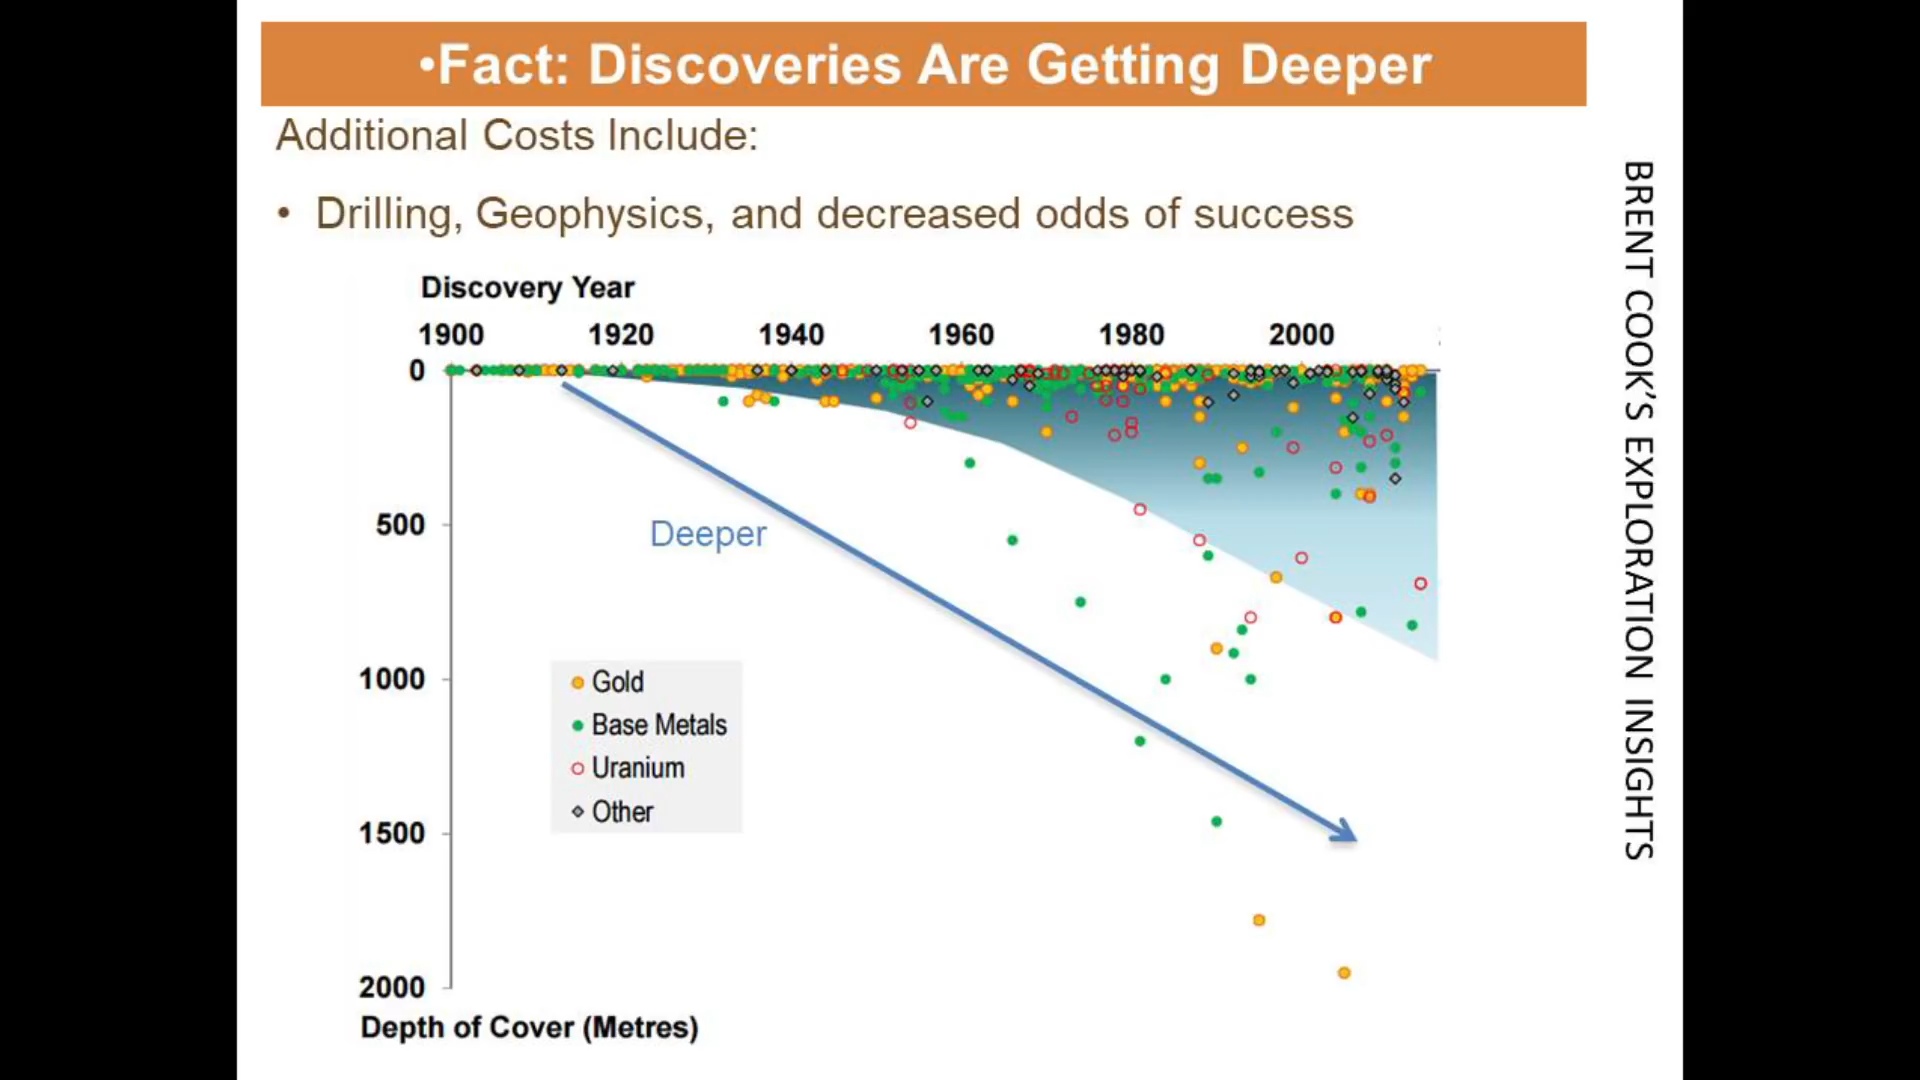 •Fact: Discoveries Are Getting Deeper
Additional Costs Include:
• Drilling, Geophysics, and decreased odds of success
Discovery Year
1900 1920 1940 1960 1980 2000
0
500
1000
1500
2000
Deeper
Gold
Base Metals
Uranium
Other
Depth of Cover (Metres)
BRENT COOK'S EXPLORATION INSIGHTS